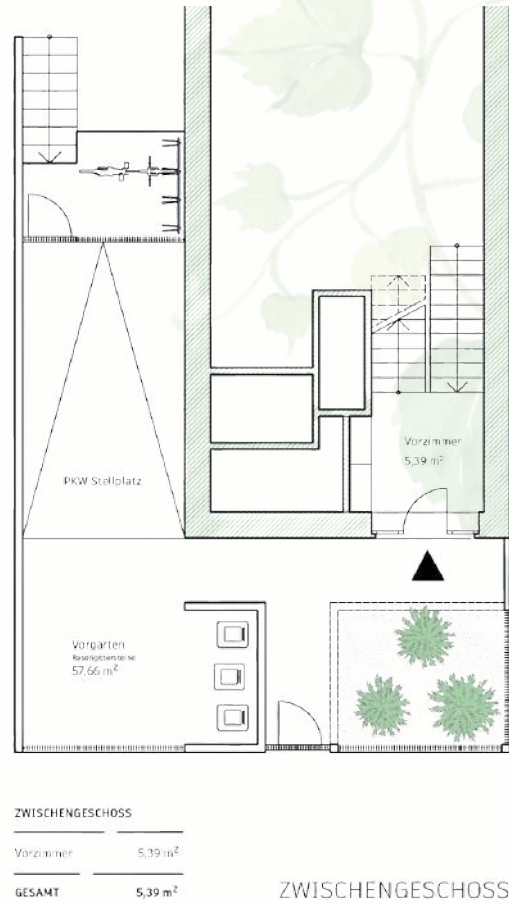 Vorzimmer
5,39 m²
PKW Stellplatz
Vorgarten
Rasengittersteine
57,66 m²
ZWISCHENGESCHOSS
Vorzimmer 5,39 m²
GESAMT 5,39 m²
ZWISCHENGESCHOSS